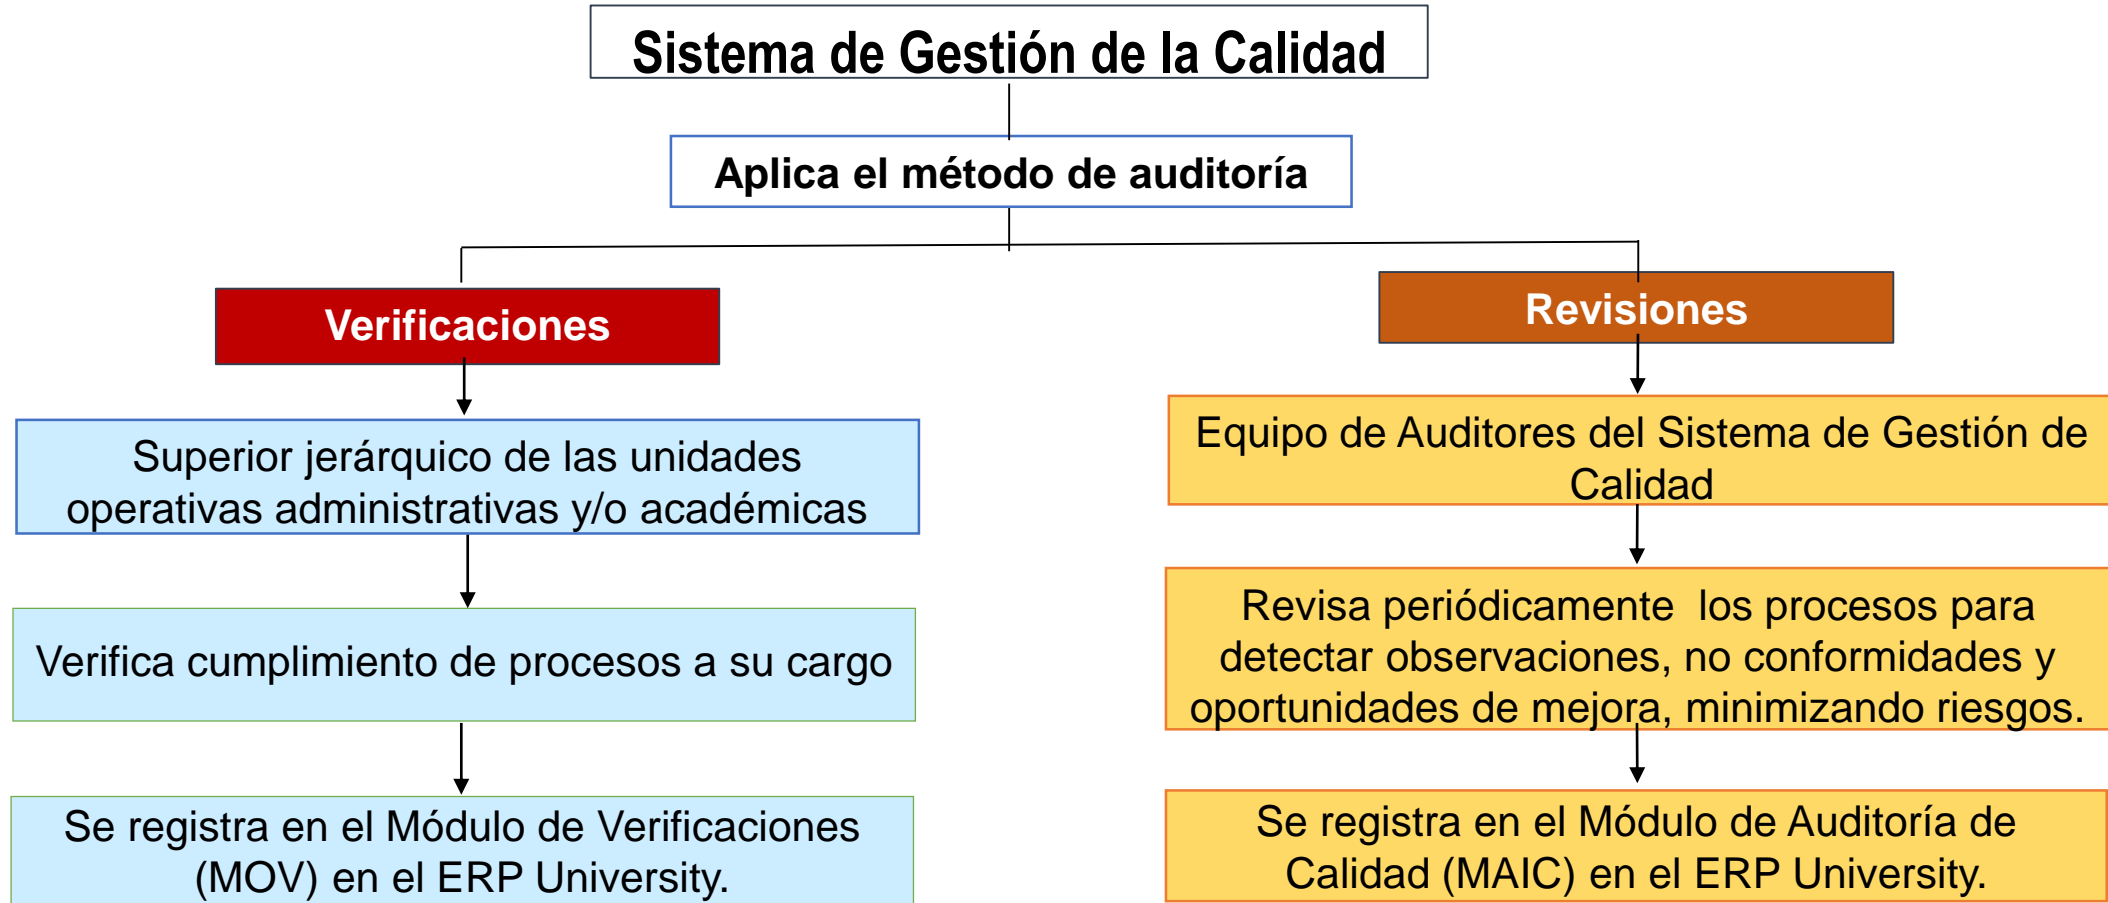 Sistema de Gestión de la Calidad
Aplica el método de auditoría
Verificaciones
Superior jerárquico de las unidades
operativas administrativas y/o académicas
Verifica cumplimiento de procesos a su cargo
Se registra en el Módulo de Verificaciones
(MOV) en el ERP University.
Revisiones
Equipo de Auditores del Sistema de Gestión de
Calidad
Revisa periódicamente los procesos para
detectar observaciones, no conformidades y
oportunidades de mejora, minimizando riesgos.
Se registra en el Módulo de Auditoría de
Calidad (MAIC) en el ERP University.